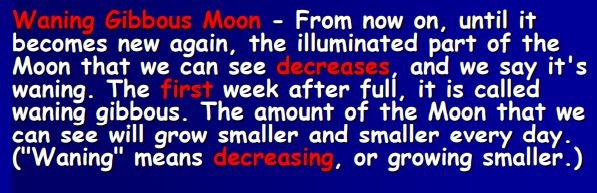 Waning Gibbous Moon - From now on, until it
becomes new again, the illuminated part of the
Moon that we can see decreases, and we say it's
waning. The first week after full, it is called
waning gibbous. The amount of the Moon that we
can see will grow smaller and smaller every day.
("Waning" means decreasing, or growing smaller.)